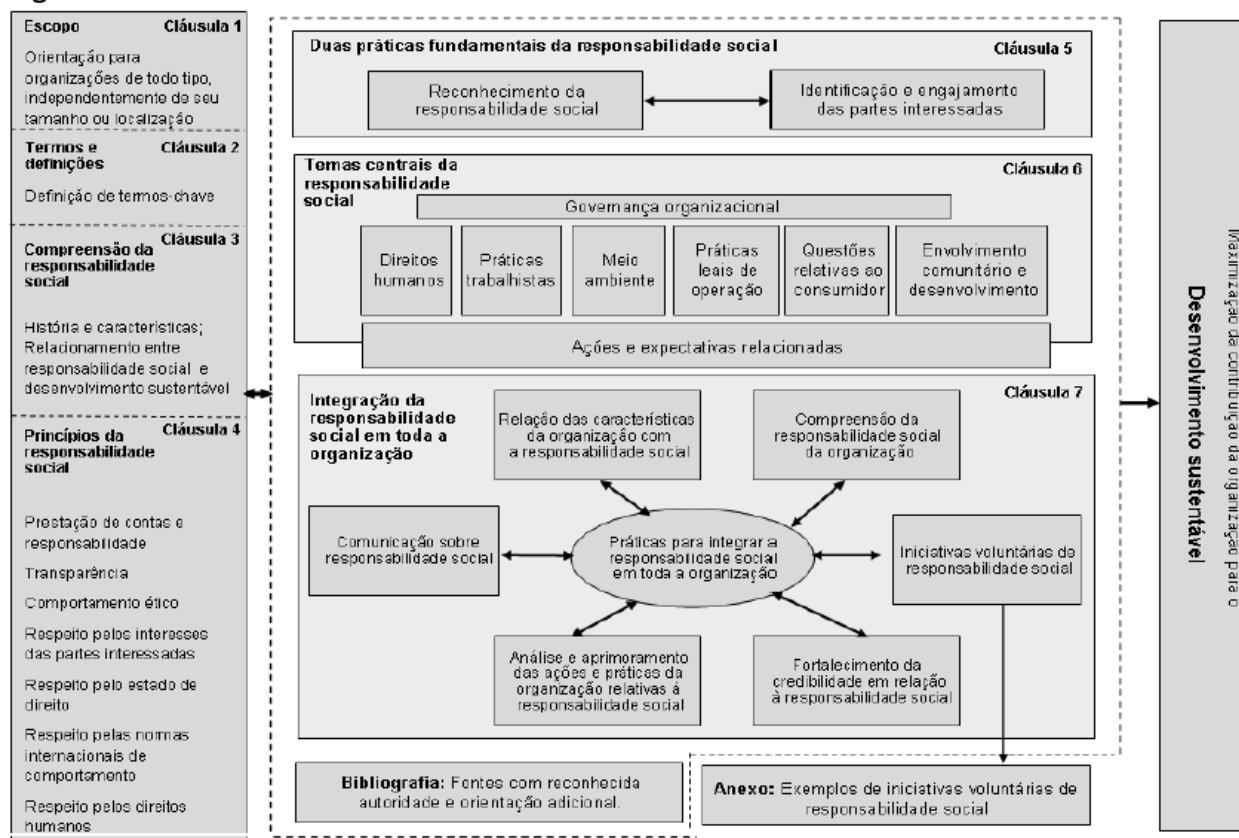 Escopo Cláusula 1
Orientação para
organizações de todo tipo,
independentemente de seu
tamanho ou localização
Termos e Cláusula 2
definições
Definição de termos-chave
Cláusula 3
Compreensão da
responsabilidade
social
História e características;
Relacionamento entre
responsabilidade social e
desenvolvimento sustentável
Cláusula 4
Princípios da
responsabilidade
social
Prestação de contas e
responsabilidade
Transparência
Comportamento ético
Respeito pelos interesses
das partes interessadas
Respeito pelo estado de
direito
Respeito pelas normas
internacionais de
comportamento
Respeito pelos direitos
humanos
Duas práticas fundamentais da responsabilidade social Cláusula 5
Reconhecimento da
responsabilidade social
Identificação e engajamento
das partes interessadas
Temas centrais da Cláusula 6
responsabilidade
social
Governança organizacional
Direitos
humanos
Práticas
trabalhistas
Meio
ambiente
Práticas
leais de
operação
Questões
relativas ao
consumidor
Envolvimento
comunitário e
desenvolvimento
Ações e expectativas relacionadas
Cláusula 7
Integração da
responsabilidade
social em toda a
organização
Relação das características
da organização com
a responsabilidade social
Compreensão da
responsabilidade social
da organização
Comunicação sobre
responsabilidade social
Práticas para integrar a
responsabilidade social
em toda a organização
Iniciativas voluntárias de
responsabilidade social
Análise e aprimoramento
das ações e práticas da
organização relativas à
responsabilidade social
Fortalecimento da
credibilidade em relação
à responsabilidade social
Bibliografia: Fontes com reconhecida
autoridade e orientação adicional.
Anexo: Exemplos de iniciativas voluntárias de
responsabilidade social
Maximização da contribuição da organização para o
Desenvolvimento sustentável